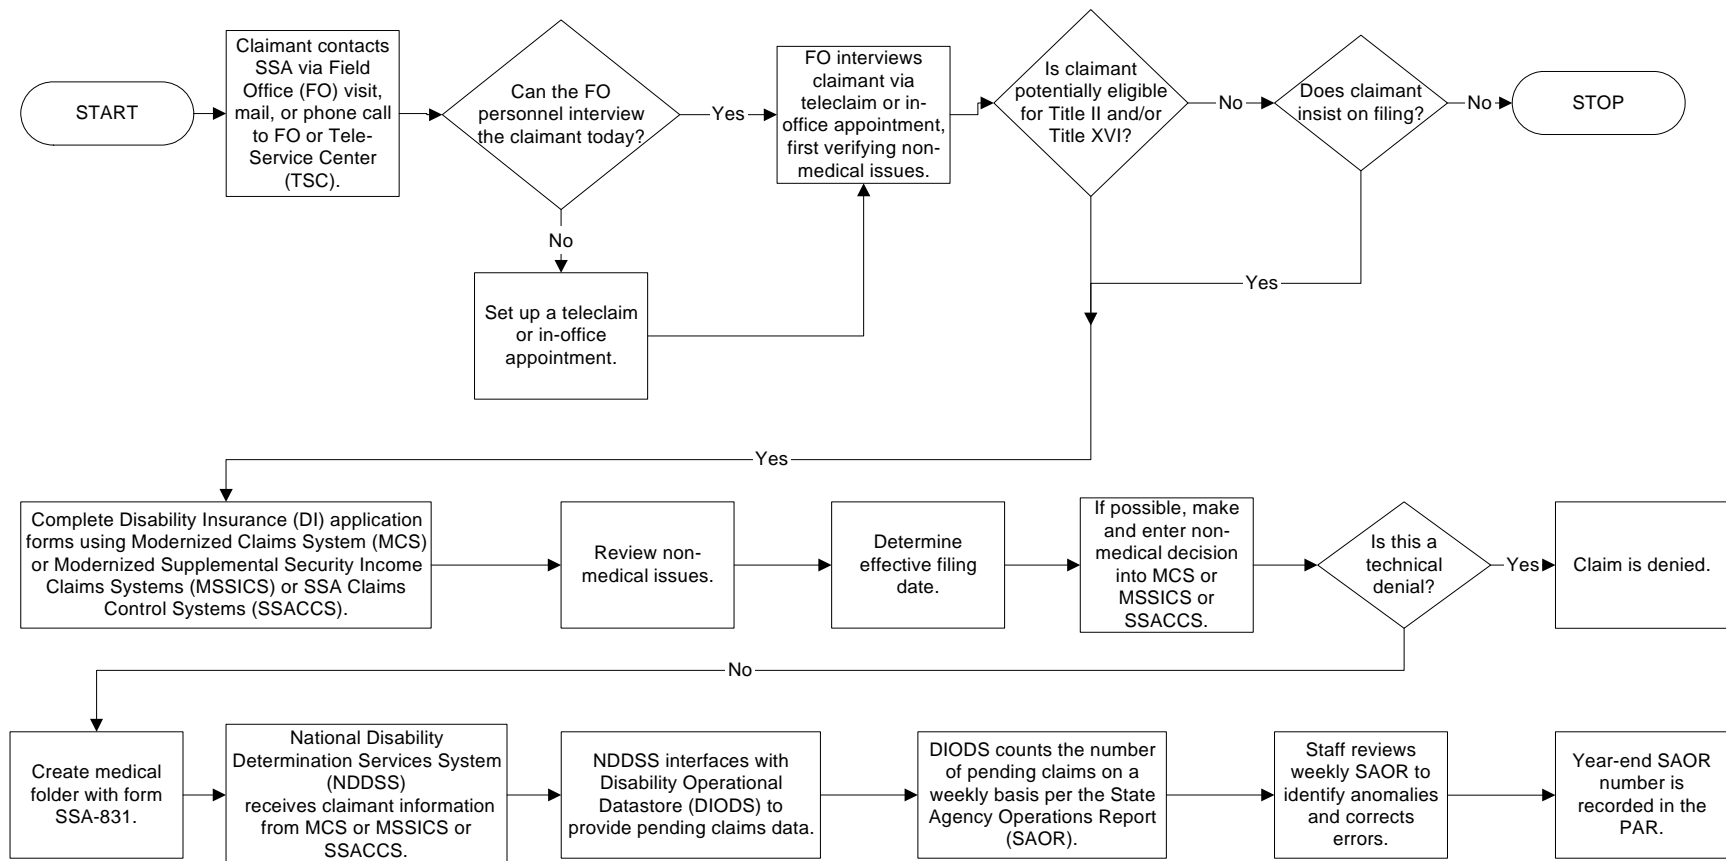 START
Claimant contacts
SSA via Field
Office (FO) visit,
mail, or phone call
to FO or Tele-
Service Center
(TSC).
Can the FO
personnel interview
the claimant today?
Yes
No
Set up a teleclaim
or in-office
appointment.
FO interviews
claimant via
teleclaim or in-
office appointment,
first verifying non-
medical issues.
Is claimant
potentially eligible
for Title II and/or
Title XVI?
No
Does claimant
insist on filing?
No
STOP
Yes
Yes
Complete Disability Insurance (DI) application
forms using Modernized Claims System (MCS)
or Modernized Supplemental Security Income
Claims Systems (MSSICS) or SSA Claims
Control Systems (SSACCS).
Review non-
medical issues.
Determine
effective filing
date.
If possible, make
and enter non-
medical decision
into MCS or
MSSICS or
SSACCS.
Is this a
technical
denial?
Yes
Claim is denied.
No
Create medical
folder with form
SSA-831.
National Disability
Determination Services System
(NDDSS)
receives claimant information
from MCS or MSSICS or
SSACCS.
NDDSS interfaces with
Disability Operational
Datastore (DIODS) to
provide pending claims data.
DIODS counts the number
of pending claims on a
weekly basis per the State
Agency Operations Report
(SAOR).
Staff reviews
weekly SAOR to
identify anomalies
and corrects
errors.
Year-end SAOR
number is
recorded in the
PAR.